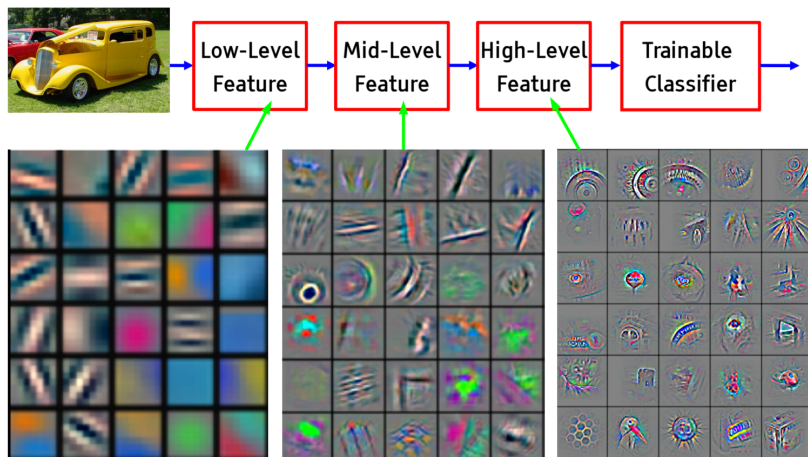 Low-Level
Feature
Mid-Level
Feature
High-Level
Feature
Trainable
Classifier